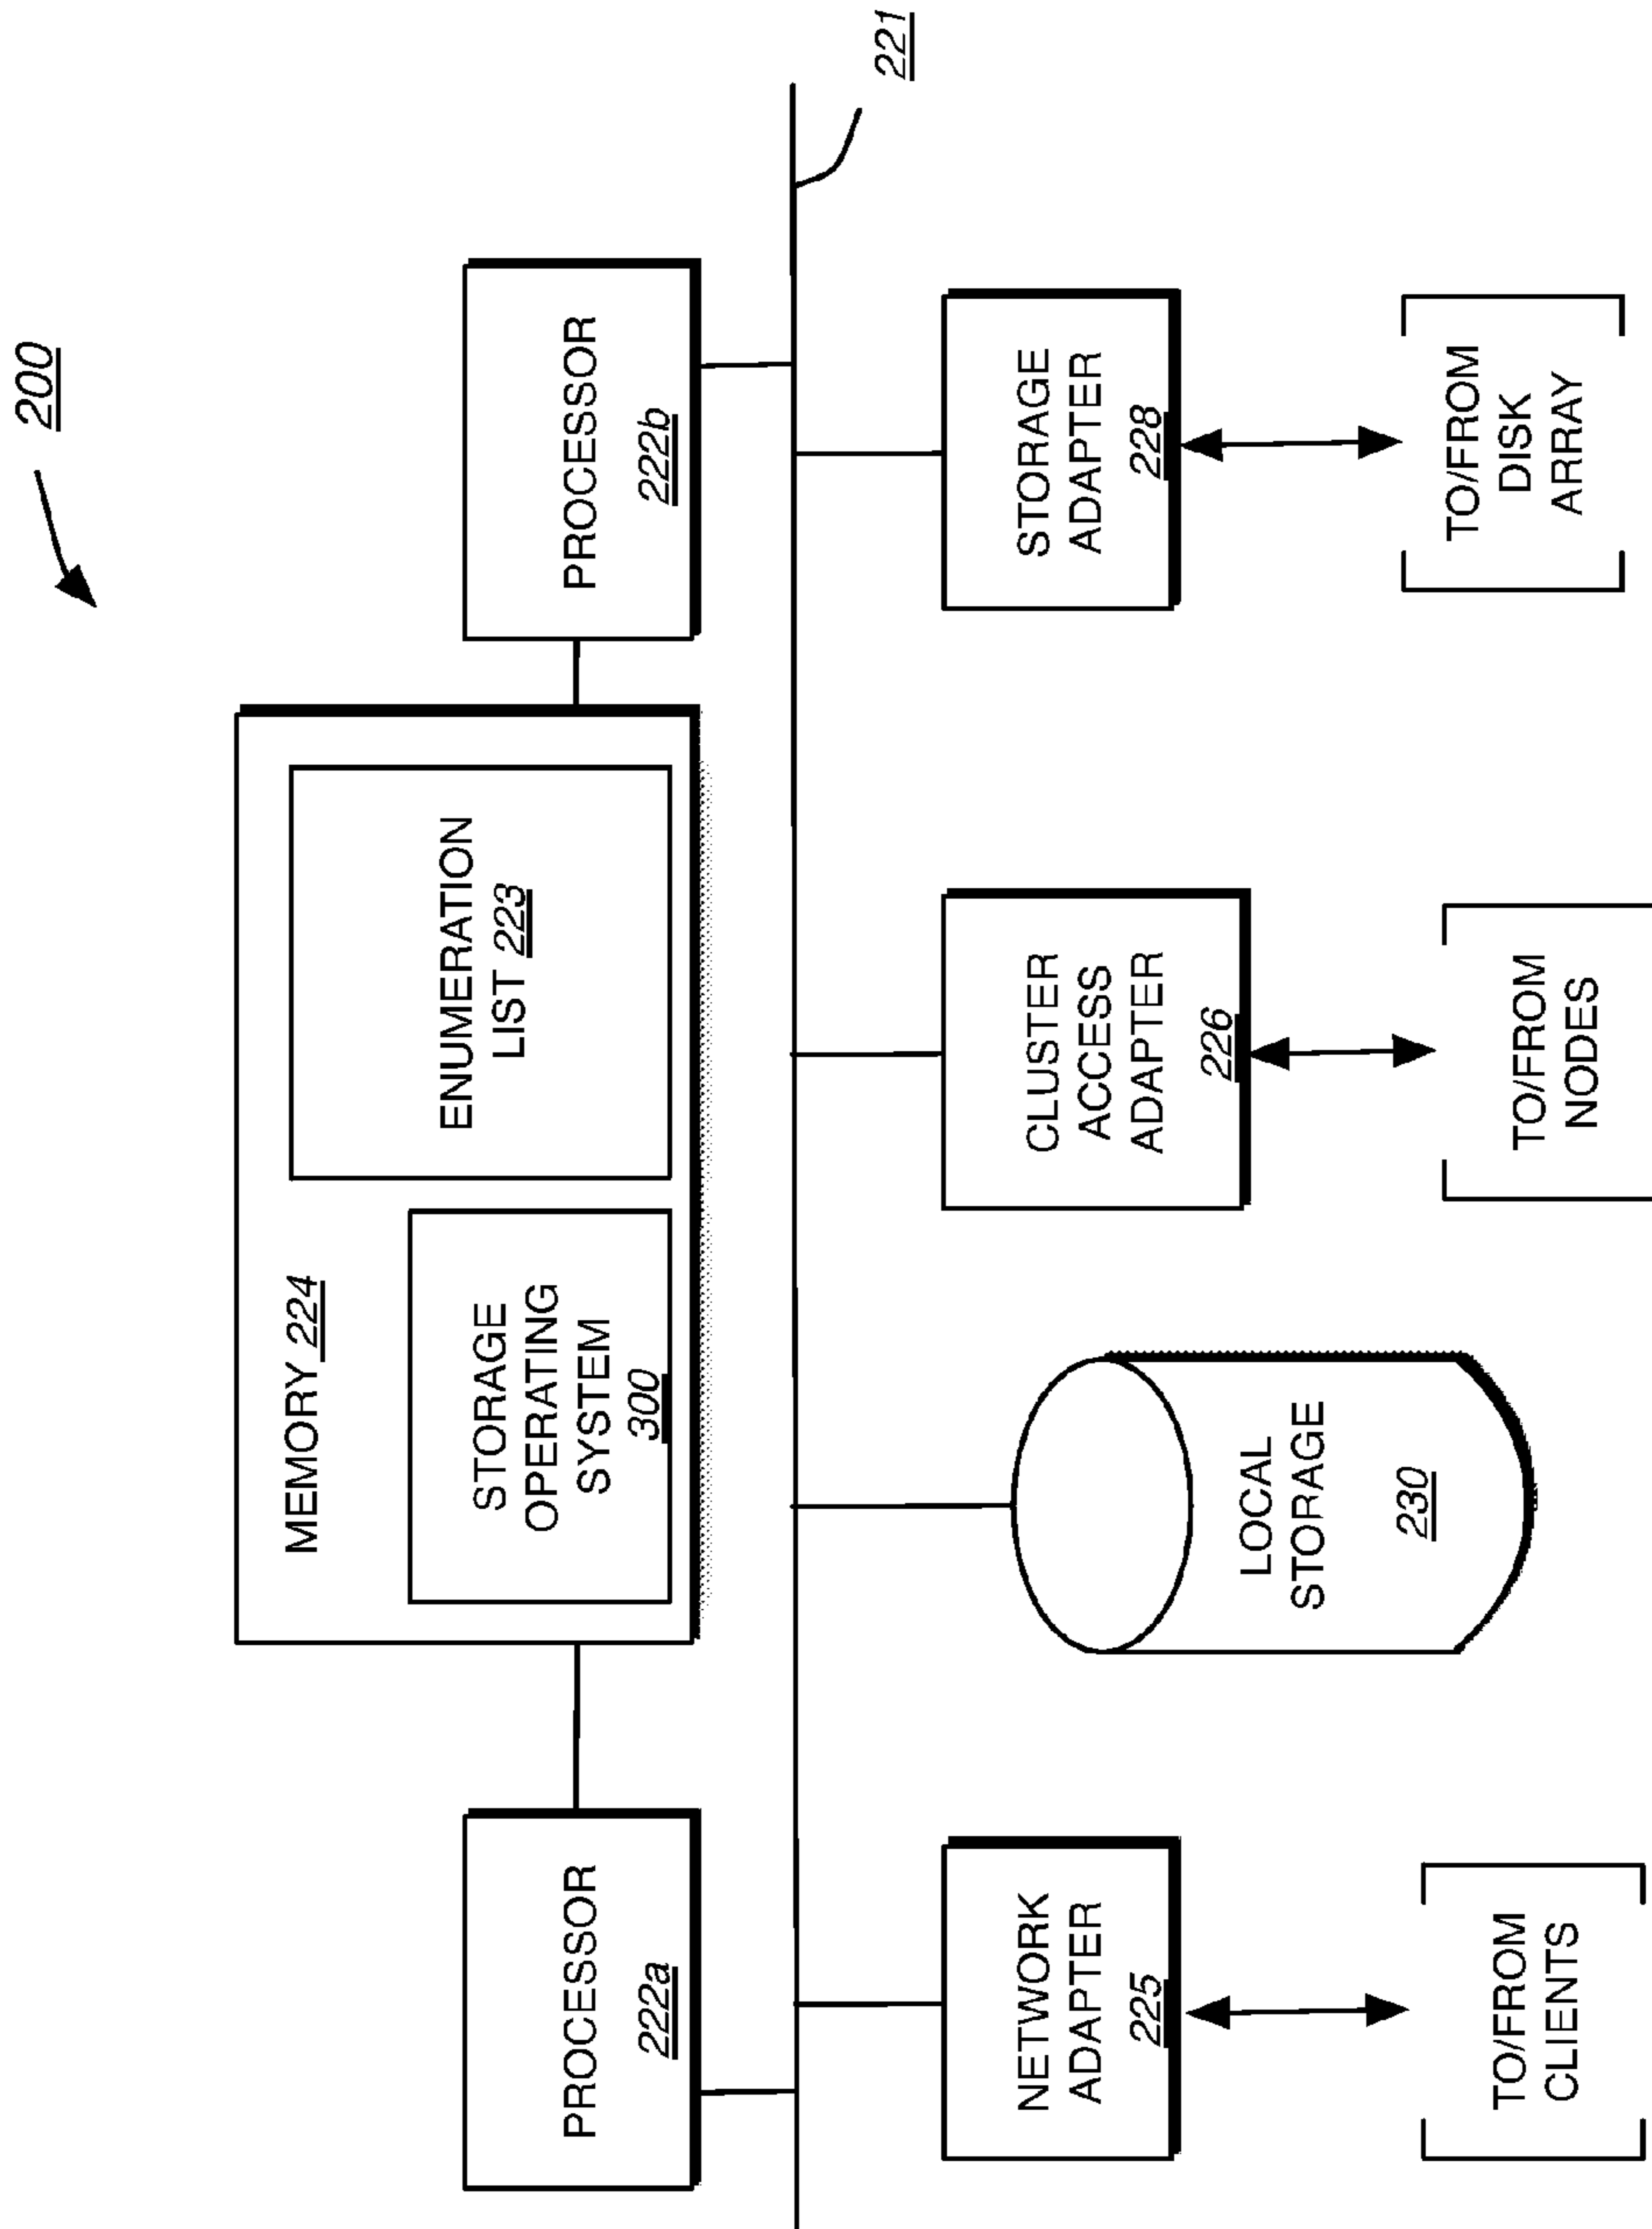 200
PROCESSOR
222a
MEMORY 224
STORAGE
OPERATING
SYSTEM
300
ENUMERATION
LIST 223
PROCESSOR
222b
221
NETWORK
ADAPTER
225
LOCAL
STORAGE
230
CLUSTER
ACCESS
ADAPTER
226
STORAGE
ADAPTER
228
TO/FROM
CLIENTS
TO/FROM
NODES
TO/FROM
DISK
ARRAY